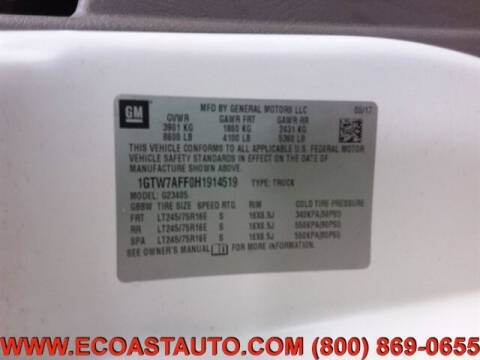 GM
MFD BY GENERAL MOTORS LLC 08/17
GVWR GAWR FRT GAWR RR
3901 KG 1860 KG 2431 KG
8600 LB 4100 LB 5360 LB
THIS VEHICLE CONFORMS TO ALL APPLICABLE U.S. FEDERAL MOTOR
VEHICLE SAFETY STANDARDS IN EFFECT ON THE DATE OF
MANUFACTURE SHOWN ABOVE.
1GTW7AFF0H1914519 TYPE: TRUCK
MODEL: G23405
TIRE SIZE SPEED RTG RIM COLD TIRE PRESSURE
FRT LT245/75R16E S 16X6.5J 340KPA(50PSI)
RR LT245/75R16E S 16X6.5J 550KPA(80PSI)
SPA LT245/75R16E S 16X6.5J 550KPA(80PSI)
SEE OWNER'S MANUAL FOR MORE INFORMATION.
WWW.ECOASTAUTO.COM (800) 869-0655